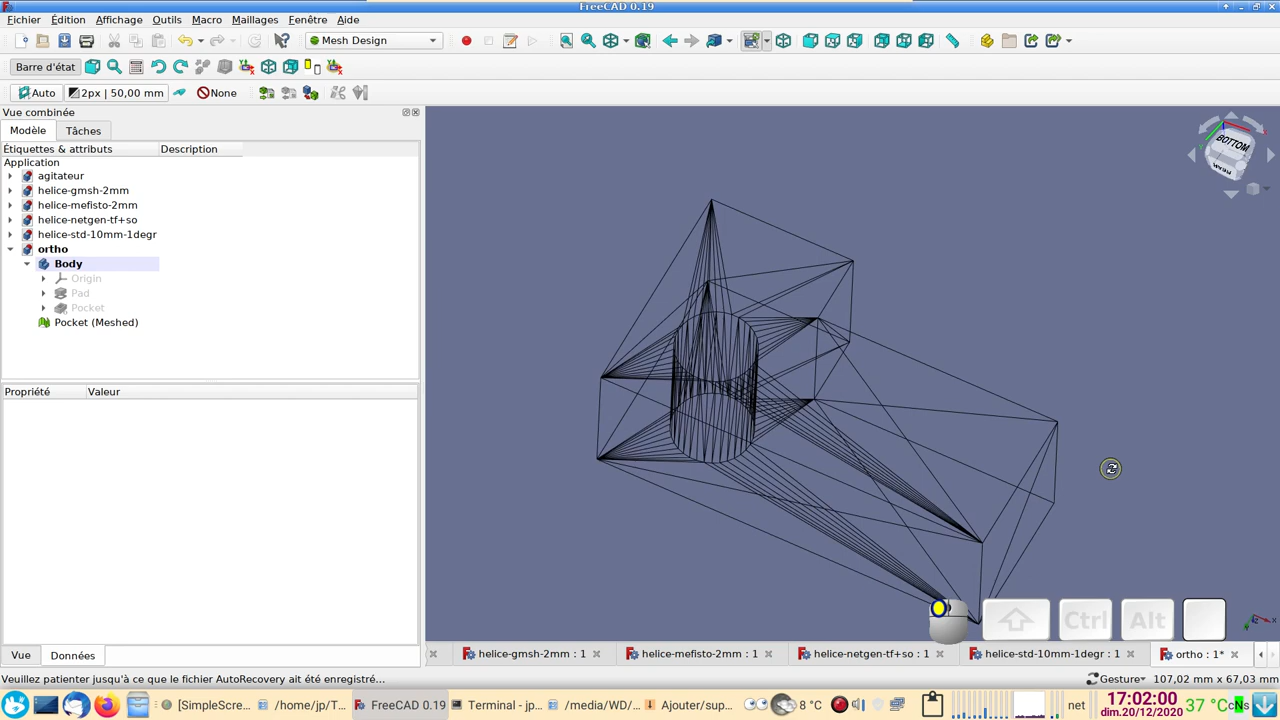 FreeCAD 0.19
Fichier Édition Affichage Outils Macro Maillages Fenêtre Aide
Mesh Design
Barre d'état
Auto 2px | 50,00 mm None
Vue combinée
Modèle Tâches
Étiquettes & attributs Description
Application
agitateur
helice-gmsh-2mm
helice-mefisto-2mm
helice-netgen-tf+so
helice-std-10mm-1degr
ortho
Body
Origin
Pad
Pocket
Pocket (Meshed)
BOTTOM
Propriété Valeur
Ctrl Alt
helice-gmsh-2mm : 1 helice-mefisto-2mm : 1 helice-netgen-tf+so : 1 helice-std-10mm-1degr : 1 ortho : 1*
Vue Données
Veuillez patienter jusqu'à ce que le fichier AutoRecovery ait été enregistré... Gesture 107,02 mm x 67,03 mm
[SimpleScre... /home/jp/T... FreeCAD 0.19 Terminal - jp... /media/WD/... Ajouter/sup... 8 °C net 17:02:00 dim.20/12/2020 37 °C